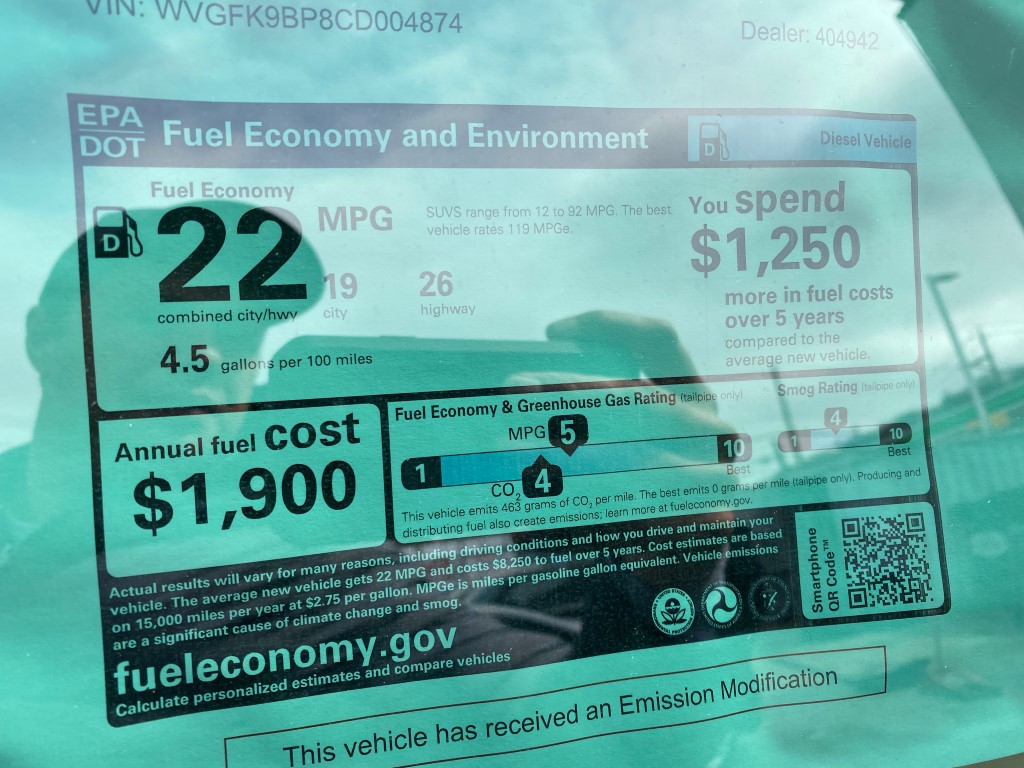 VIN: WVGFK9BP8CD004874
Dealer: 404942
EPA
DOT
Fuel Economy and Environment
D
Diesel Vehicle
Fuel Economy
D
22 MPG
combined city/hwy
19
city
26
highway
4.5 gallons per 100 miles
SUVS range from 12 to 92 MPG. The best
vehicle rates 119 MPGe.
You spend
$1,250
more in fuel costs
over 5 years
compared to the
average new vehicle.
Annual fuel cost
$1,900
Fuel Economy & Greenhouse Gas Rating (tailpipe only)
MPG 5
1
10
Best
CO2 4
Smog Rating (tailpipe only)
4
1
10
Best
This vehicle emits 463 grams of CO2 per mile. The best emits 0 grams per mile (tailpipe only). Producing and
distributing fuel also create emissions; learn more at fueleconomy.gov.
Actual results will vary for many reasons, including driving conditions and how you drive and maintain your
vehicle. The average new vehicle gets 22 MPG and costs $8,250 to fuel over 5 years. Cost estimates are based
on 15,000 miles per year at $2.75 per gallon. MPGe is miles per gasoline gallon equivalent. Vehicle emissions
are a significant cause of climate change and smog.
fueleconomy.gov
Calculate personalized estimates and compare vehicles
Smartphone
QR Code™
This vehicle has received an Emission Modification